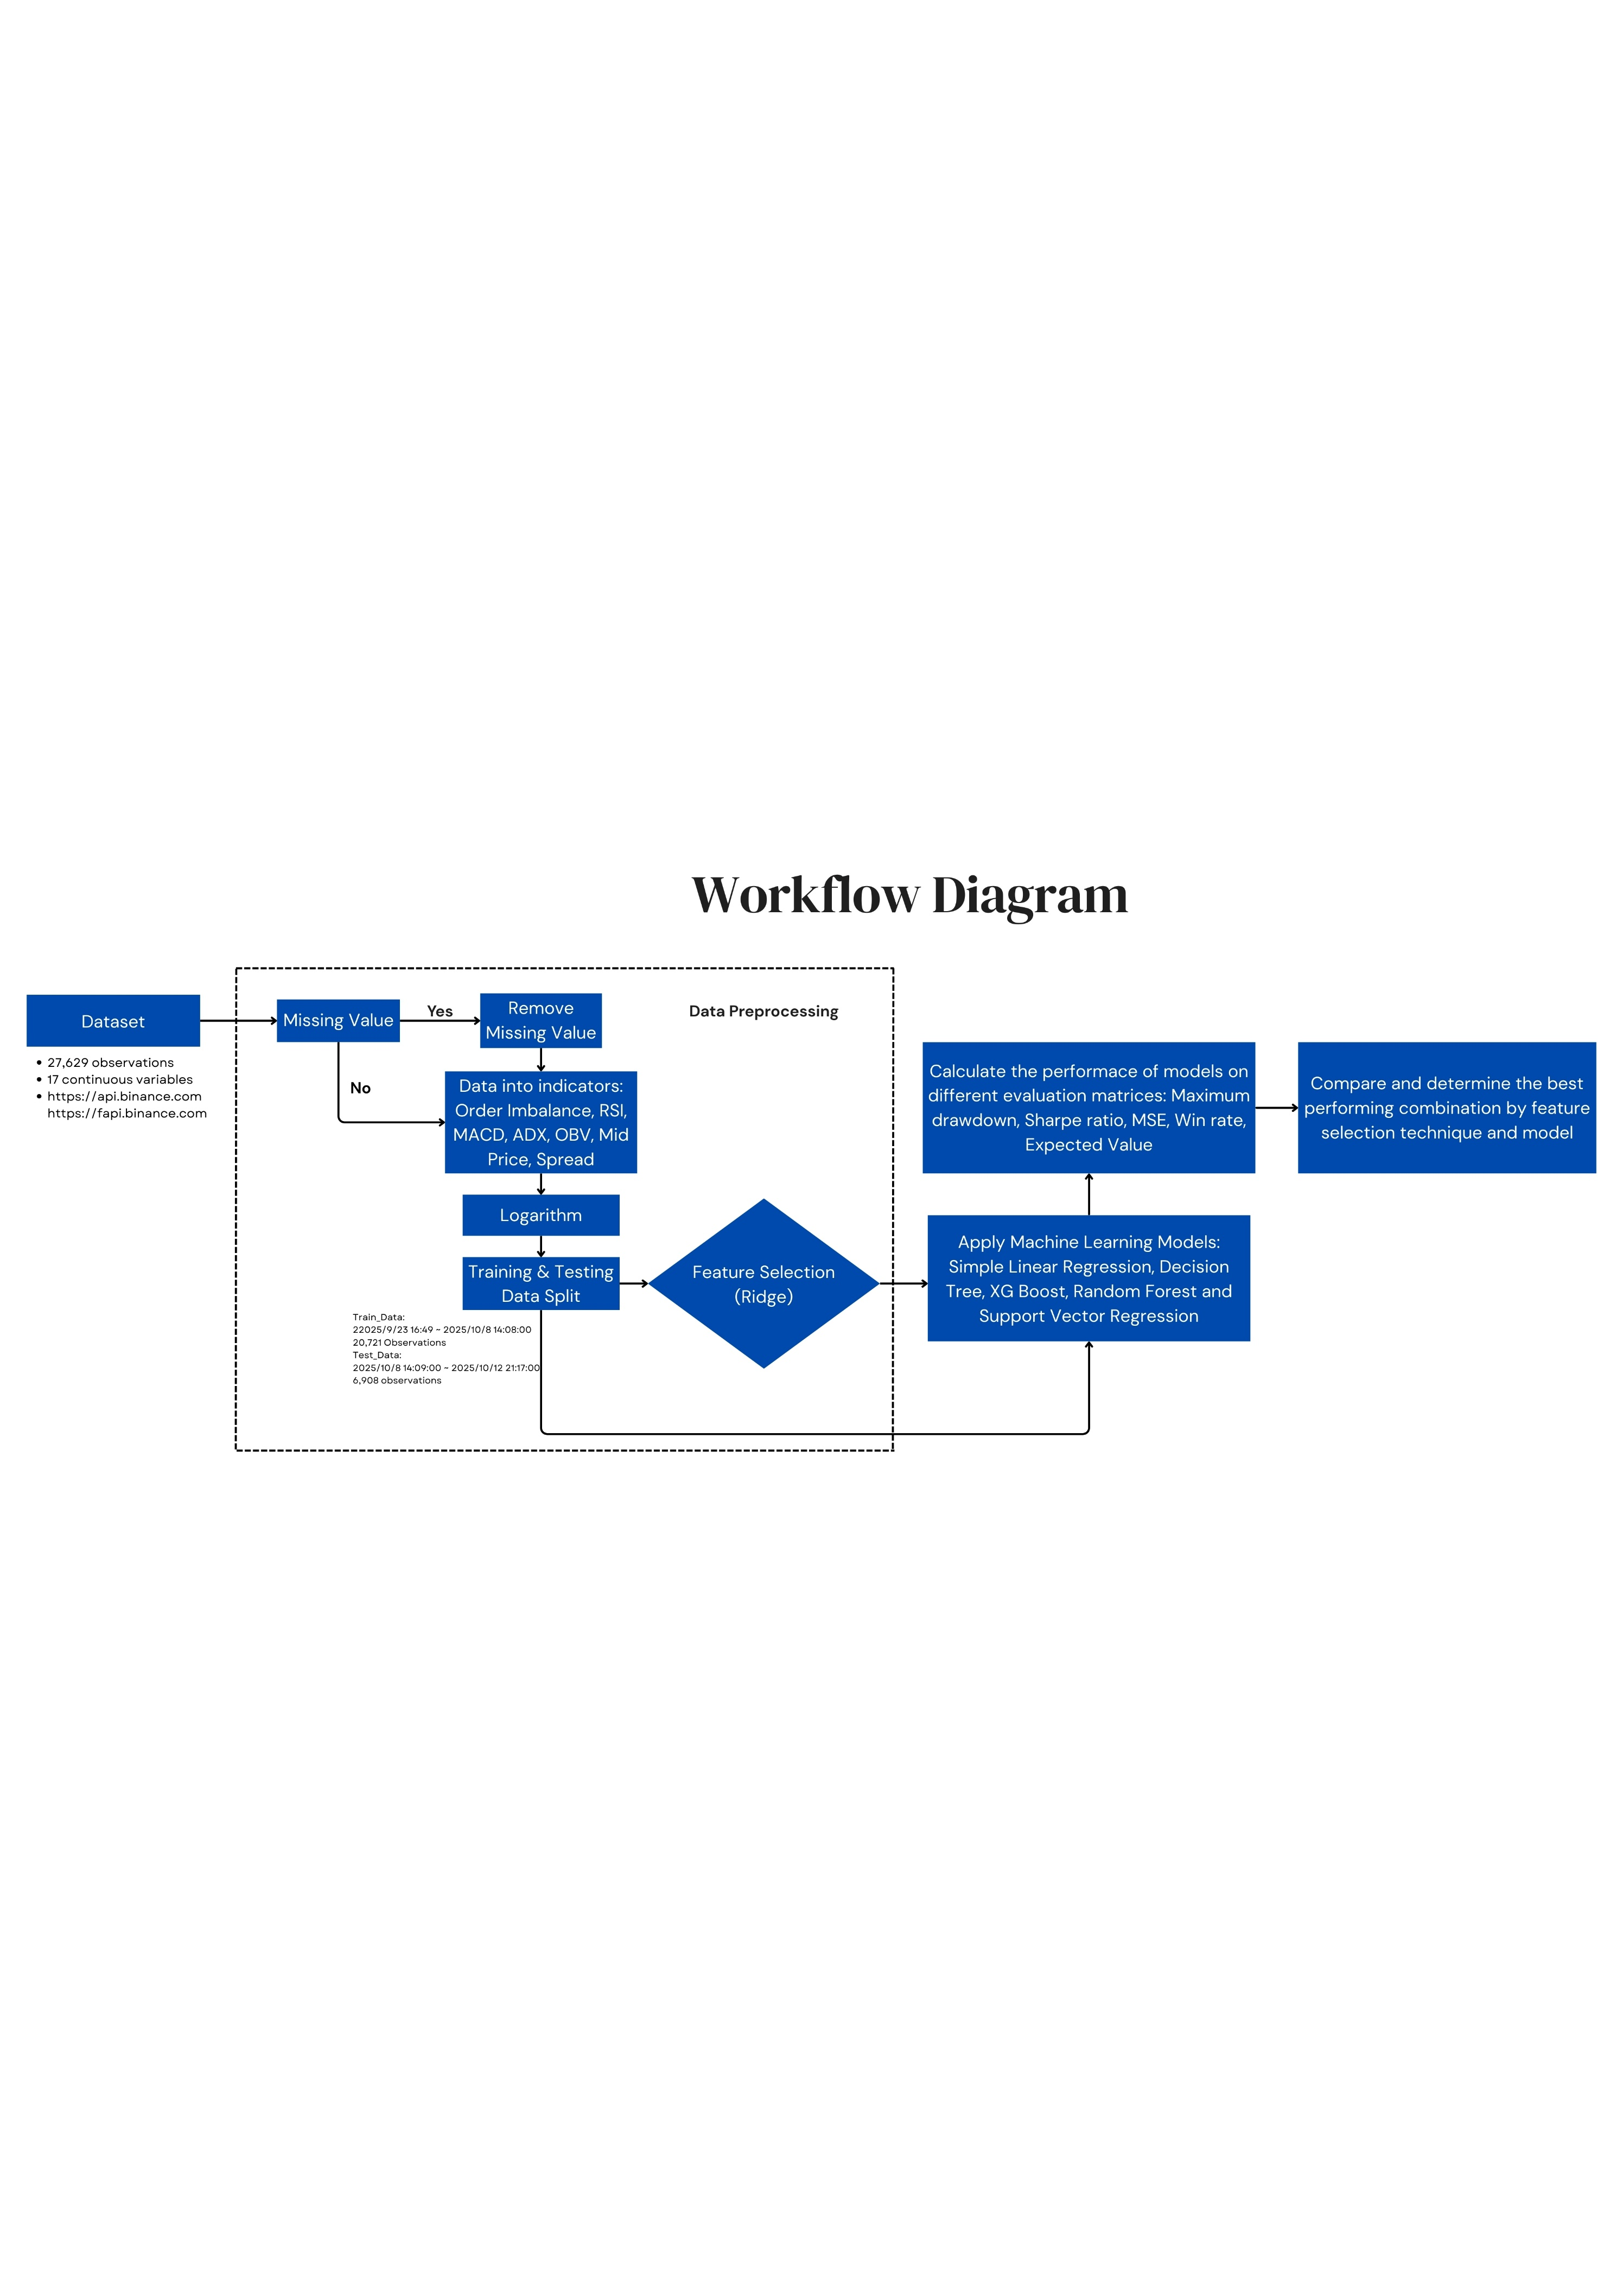 Workflow Diagram
Dataset
• 27,629 observations
• 17 continuous variables
• https://api.binance.com
https://fapi.binance.com
Missing Value
Yes
No
Remove
Missing Value
Data Preprocessing
Data into indicators:
Order Imbalance, RSI,
MACD, ADX, OBV, Mid
Price, Spread
Logarithm
Training & Testing
Data Split
Train_Data:
22025/9/23 16:49 ~ 2025/10/8 14:08:00
20,721 Observations
Test_Data:
2025/10/8 14:09:00 ~ 2025/10/12 21:17:00
6,908 observations
Feature Selection
(Ridge)
Apply Machine Learning Models:
Simple Linear Regression, Decision
Tree, XG Boost, Random Forest and
Support Vector Regression
Calculate the performace of models on
different evaluation matrices: Maximum
drawdown, Sharpe ratio, MSE, Win rate,
Expected Value
Compare and determine the best
performing combination by feature
selection technique and model